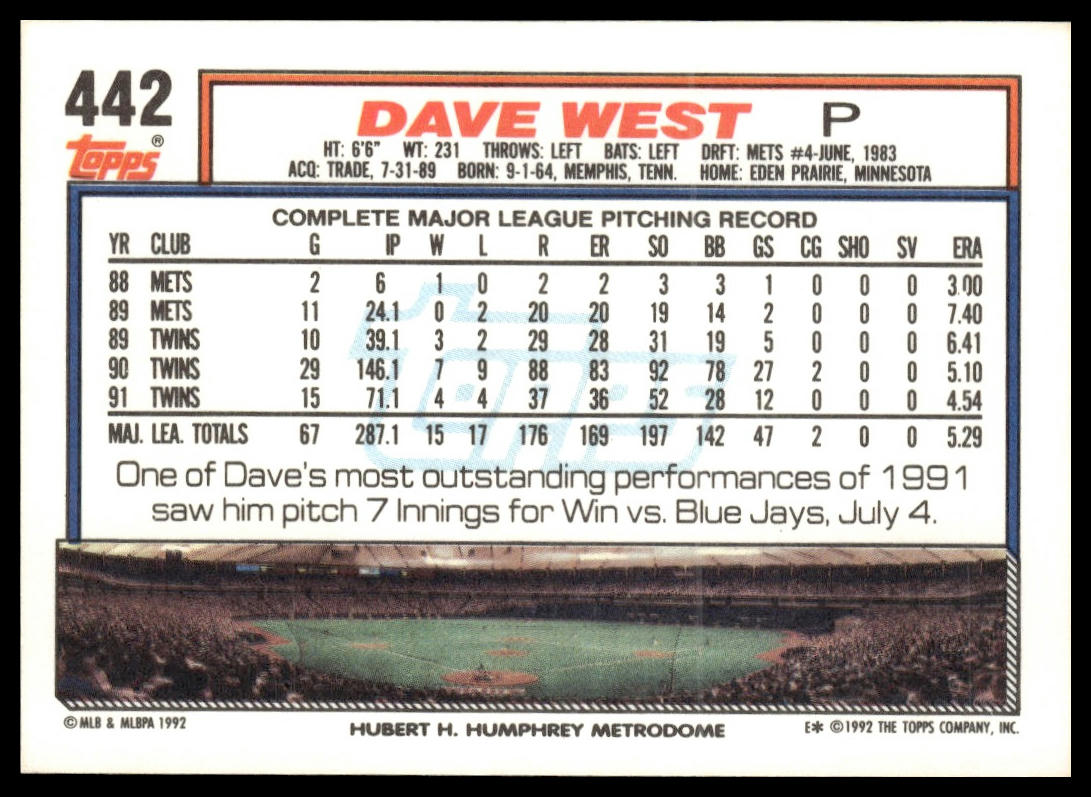 442
topps®
DAVE WEST P
HT: 6'6" WT: 231 THROWS: LEFT BATS: LEFT DRFT: METS #4-JUNE, 1983
ACQ: TRADE, 7-31-89 BORN: 9-1-64, MEMPHIS, TENN. HOME: EDEN PRAIRIE, MINNESOTA
COMPLETE MAJOR LEAGUE PITCHING RECORD
YR CLUB G IP W L R ER SO BB GS CG SHO SV ERA
88 METS 2 6 1 0 2 2 3 3 1 0 0 0 3.00
89 METS 11 24.1 0 2 20 20 19 14 2 0 0 0 7.40
89 TWINS 10 39.1 3 2 29 28 31 19 5 0 0 0 6.41
90 TWINS 29 146.1 7 9 88 83 92 78 27 2 0 0 5.10
91 TWINS 15 71.1 4 4 37 36 52 28 12 0 0 0 4.54
MAJ. LEA. TOTALS 67 287.1 15 17 176 169 197 142 47 2 0 0 5.29
topps
One of Dave's most outstanding performances of 1991
saw him pitch 7 Innings for Win vs. Blue Jays, July 4.
© MLB & MLBPA 1992
HUBERT H. HUMPHREY METRODOME
E* © 1992 THE TOPPS COMPANY, INC.